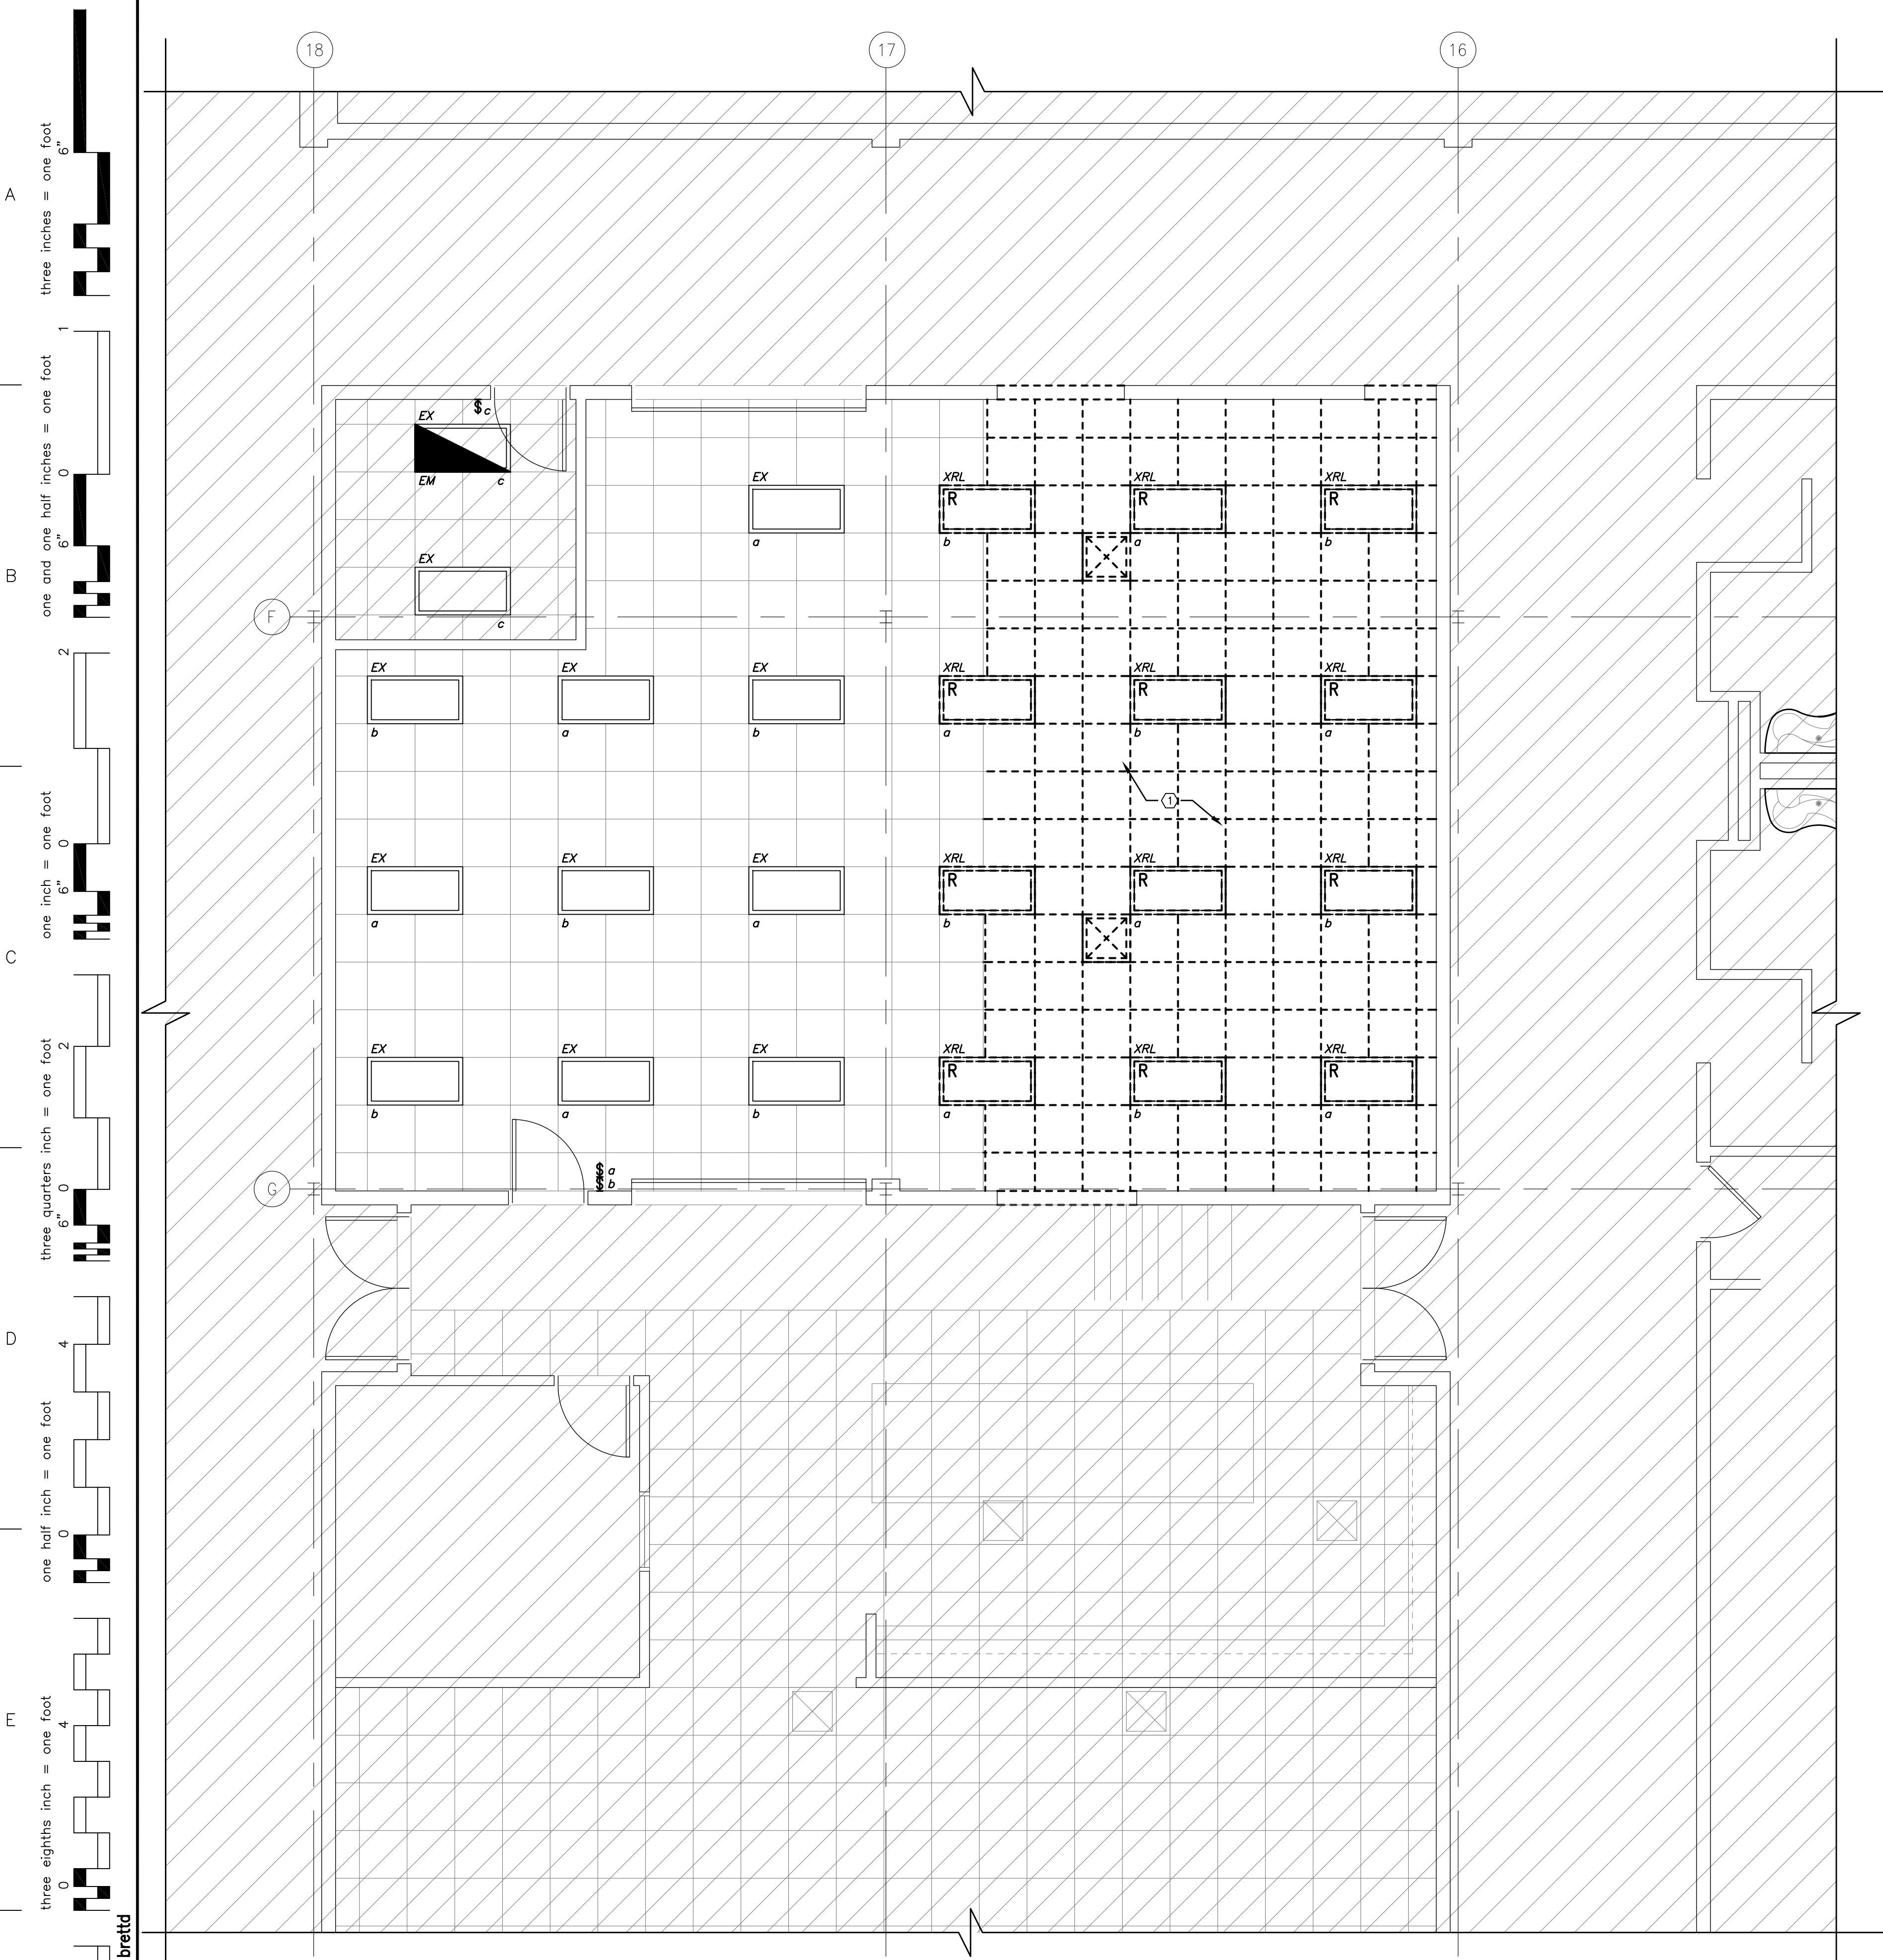 18
17
16
A
B
C
D
E
F
G
three inches = one foot
6"
one and one half inches = one foot
1
0
6"
one inch = one foot
2
0
6"
three quarters inch = one foot
2
0
6"
one half inch = one foot
4
0
three eighths inch = one foot
4
0
brettd
EX
$ c
EM c
EX
c
EX XRL XRL XRL
R R R
a b a b
EX EX EX XRL XRL XRL
R R R
b a b a b a
1
EX EX EX XRL XRL XRL
R R R
a b a b a b
EX EX EX XRL XRL XRL
R R R
b a b a b a
$ a
$ b